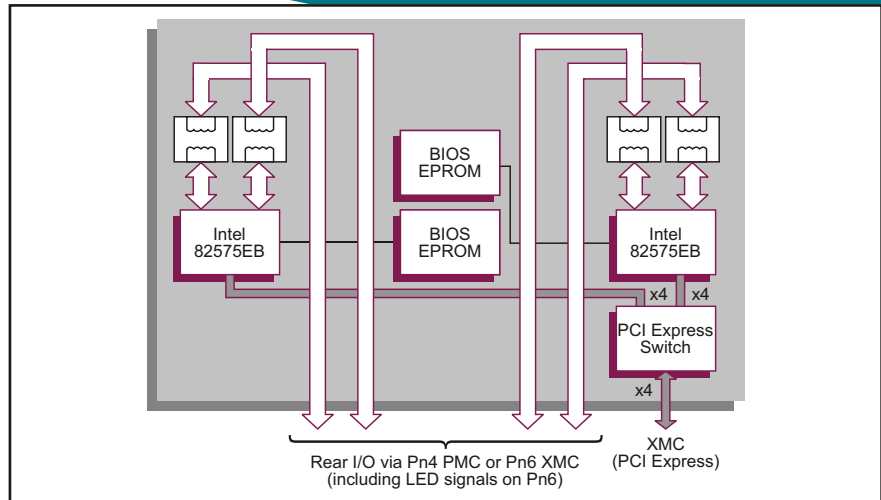 BIOS
EPROM
Intel
82575EB
BIOS
EPROM
Intel
82575EB
x4
x4
PCI Express
Switch
x4
XMC
(PCI Express)
Rear I/O via Pn4 PMC or Pn6 XMC
(including LED signals on Pn6)